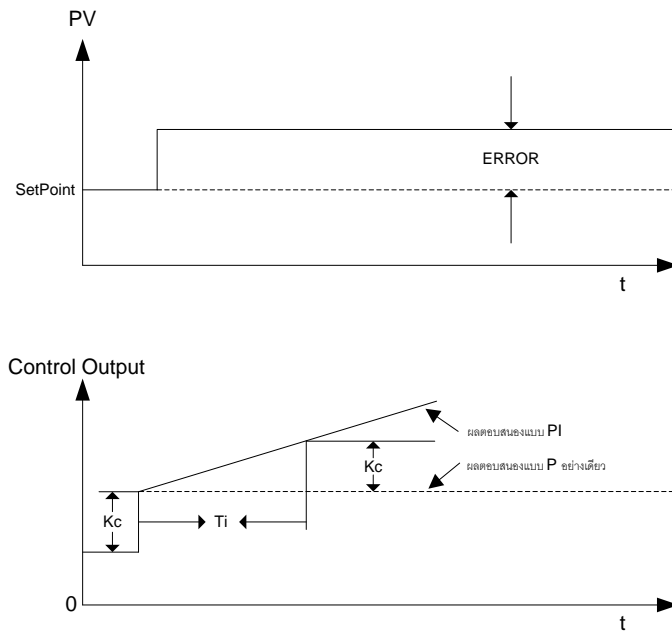 PV
ERROR
SetPoint
t
Control Output
ผลตอบสนองแบบ PI
Kc
ผลตอบสนองแบบ P อย่างเดียว
Kc
Ti
0
t